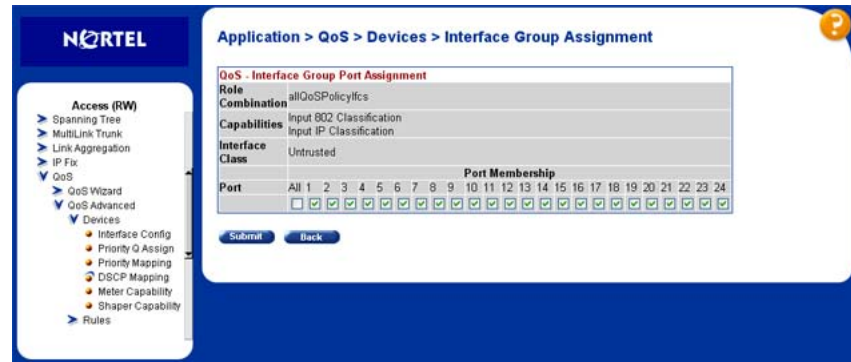 NORTEL
Access (RW)
Spanning Tree
MultiLink Trunk
Link Aggregation
IP Fix
QoS
QoS Wizard
QoS Advanced
Devices
Interface Config
Priority Q Assign
Priority Mapping
DSCP Mapping
Meter Capability
Shaper Capability
Rules
Application > QoS > Devices > Interface Group Assignment
?
QoS - Interface Group Port Assignment
Role Combination allQoSPolicyIfcs
Capabilities Input 802 Classification
Input IP Classification
Interface Class Untrusted
Port Membership
Port All 1 2 3 4 5 6 7 8 9 10 11 12 13 14 15 16 17 18 19 20 21 22 23 24
Submit Back